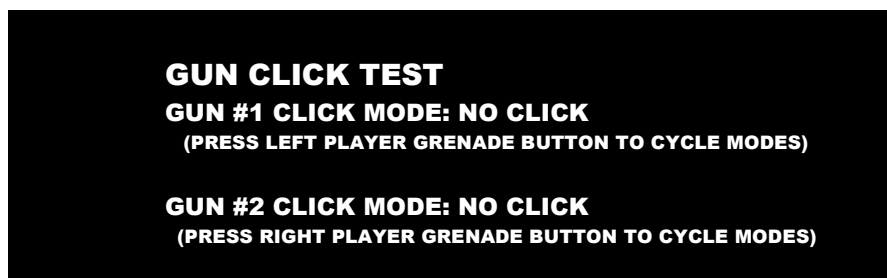 GUN CLICK TEST
GUN #1 CLICK MODE: NO CLICK
(PRESS LEFT PLAYER GRENADE BUTTON TO CYCLE MODES)
GUN #2 CLICK MODE: NO CLICK
(PRESS RIGHT PLAYER GRENADE BUTTON TO CYCLE MODES)